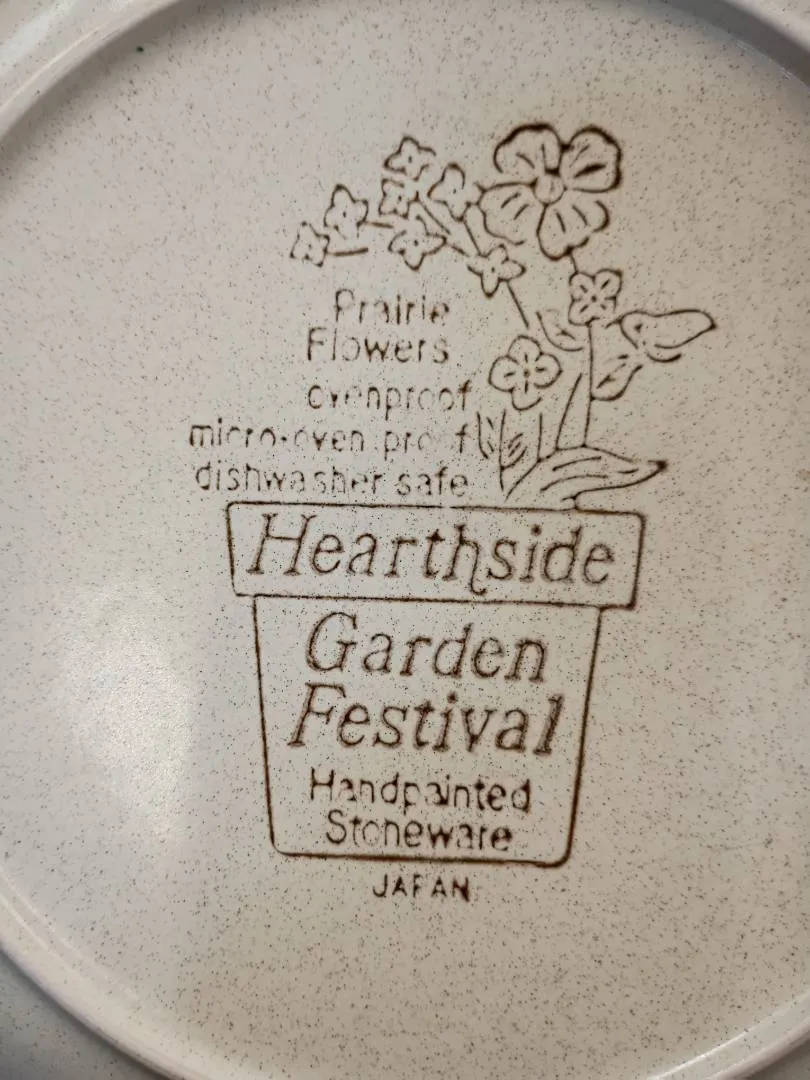 Prairie
Flowers
ovenproof
micro-oven proof
dishwasher safe
Hearthside
Garden
Festival
Handpainted
Stoneware
JAPAN